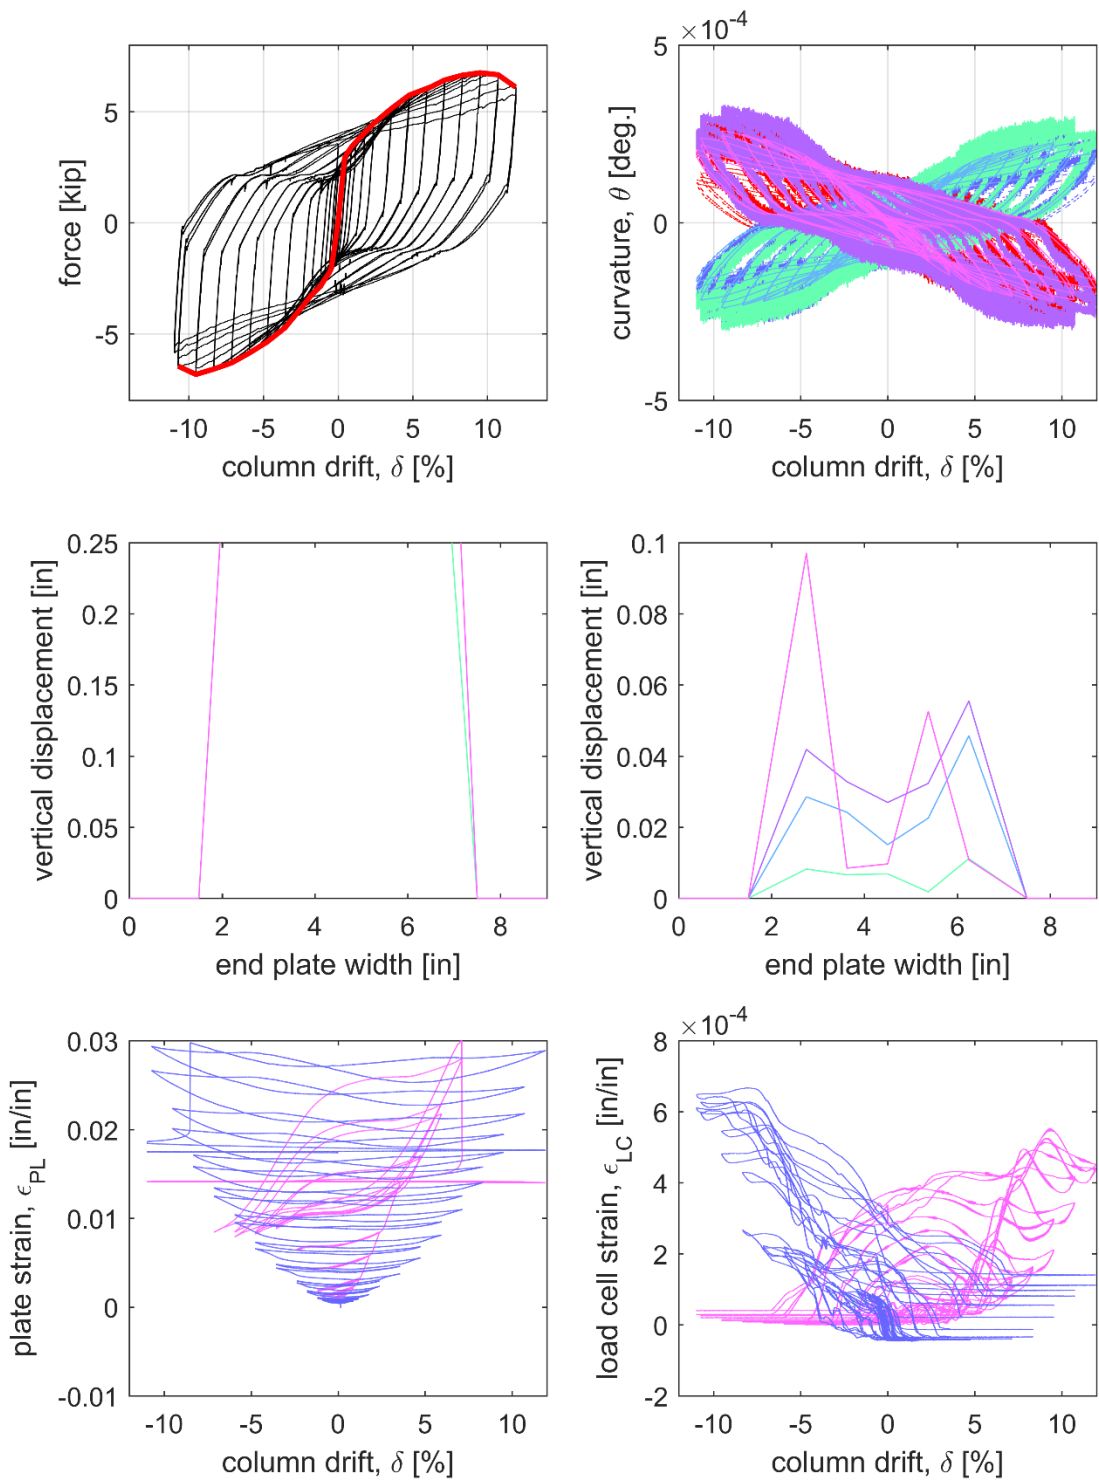 5
0
-5
-10 -5 0 5 10
force [kip]
column drift, δ [%]
×10⁻⁴
5
0
-5
-10 -5 0 5 10
curvature, θ [deg.]
column drift, δ [%]
0.25
0.2
0.15
0.1
0.05
0
0 2 4 6 8
vertical displacement [in]
end plate width [in]
0.1
0.08
0.06
0.04
0.02
0
0 2 4 6 8
vertical displacement [in]
end plate width [in]
0.03
0.02
0.01
0
-0.01
-10 -5 0 5 10
plate strain, ϵPL [in/in]
column drift, δ [%]
×10⁻⁴
8
6
4
2
0
-2
-10 -5 0 5 10
load cell strain, ϵLC [in/in]
column drift, δ [%]